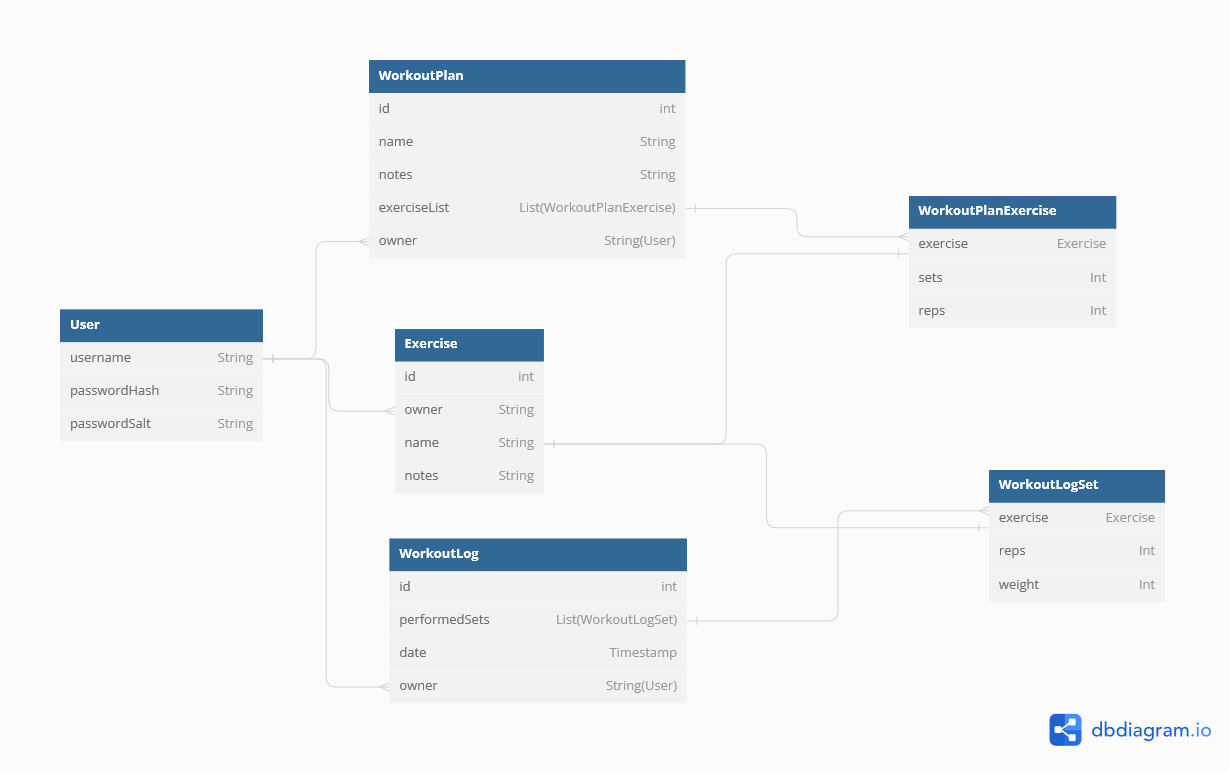 WorkoutPlan
id int
name String
notes String
exerciseList List(WorkoutPlanExercise)
owner String(User)
WorkoutPlanExercise
exercise Exercise
sets Int
reps Int
User
username String
passwordHash String
passwordSalt String
Exercise
id int
owner String
name String
notes String
WorkoutLogSet
exercise Exercise
reps Int
weight Int
WorkoutLog
id int
performedSets List(WorkoutLogSet)
date Timestamp
owner String(User)
dbdiagram.io